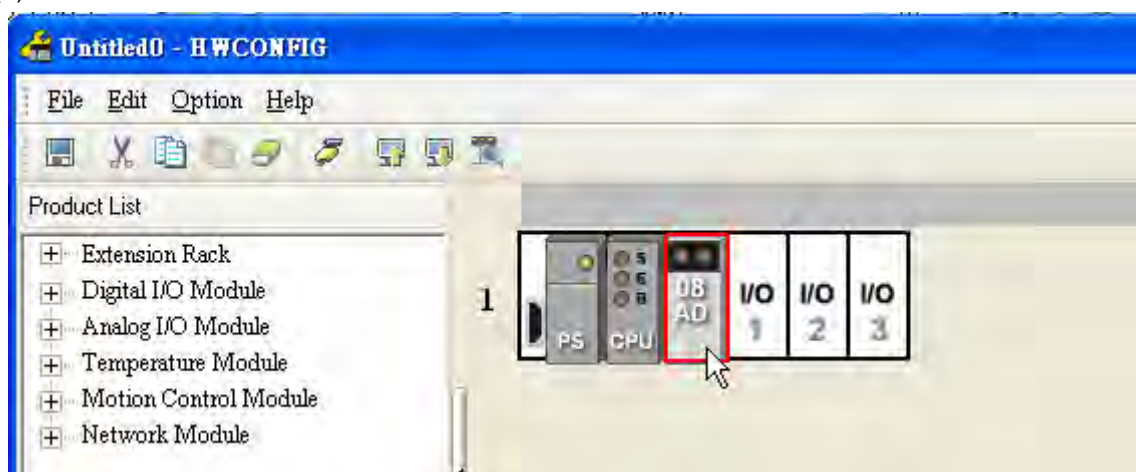 Untitled0 - HWCONFIG
File Edit Option Help
Product List
Extension Rack
Digital I/O Module
Analog I/O Module
Temperature Module
Motion Control Module
Network Module
1
PS
CPU
08
AD
I/O
1
I/O
2
I/O
3